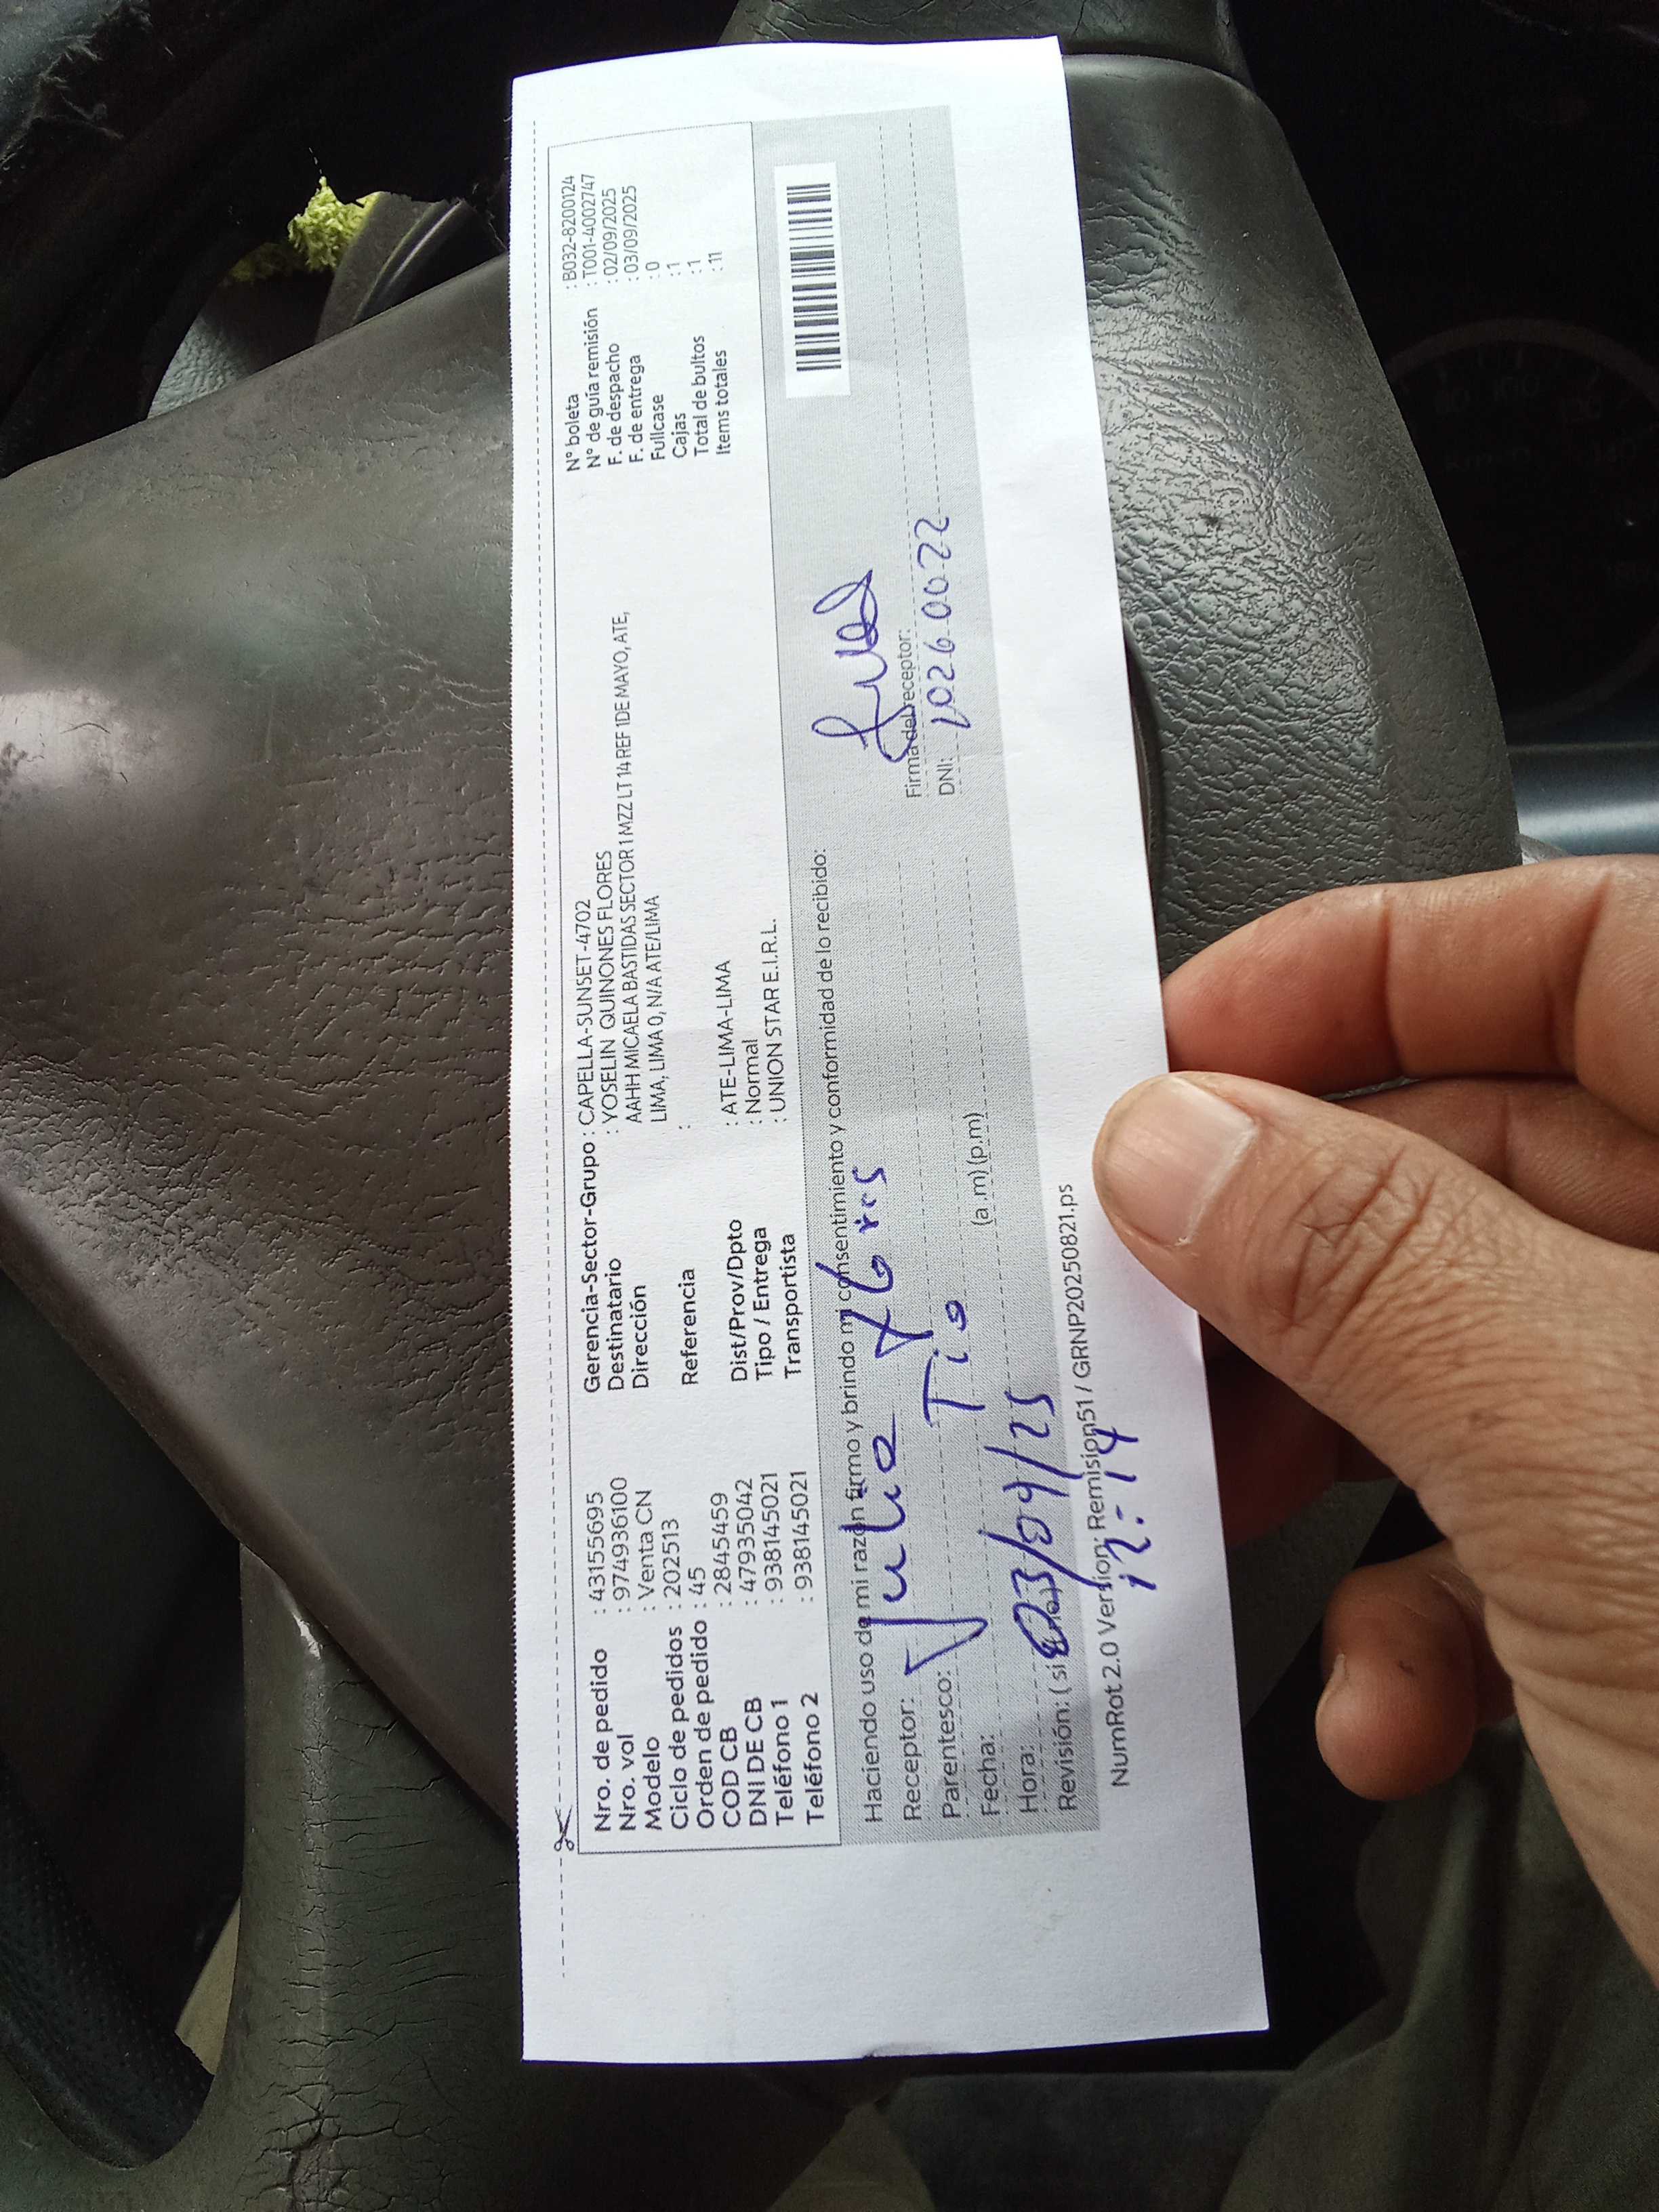 Nro. de pedido : 43155695
Nro. val : 974936100
Modelo : Venta CN
Ciclo de pedidos : 202513
Orden de pedido : 45
COD CB : 2845459
DNI DE CB : 47935042
Teléfono 1 : 938145021
Teléfono 2 : 938145021
Gerencia-Sector-Grupo : CAPELLA-SUNSET-4702
Destinatario : YOSELIN QUINONES FLORES
Dirección AAHH MICAELA BASTIDAS SECTOR 1 MZZ LT 14 REF 1DE MAYO, ATE,
LIMA, LIMA 0, N/A ATE/LIMA
Referencia :
Dist/Prov/Dpto : ATE-LIMA-LIMA
Tipo / Entrega : Normal
Transportista : UNION STAR E.I.R.L.
N° boleta : B032-8200124
N° de guía remisión : T001-4002747
F. de despacho : 02/09/2025
F. de entrega : 03/09/2025
Fullcase : 0
Cajas : 1
Total de bultos : 1
Items totales : 11
Haciendo uso de mi razón firmo y brindo mi consentimiento y conformidad de lo recibido:
Receptor:
Parentesco: Tio
Fecha: 03/09/25
Hora: (a .m) (p.m)
Revisión: ( si
12:14
Firma del receptor:
DNI: 10260022
NumRot 2.0 Version: Remision51 / GRNP20250821.ps